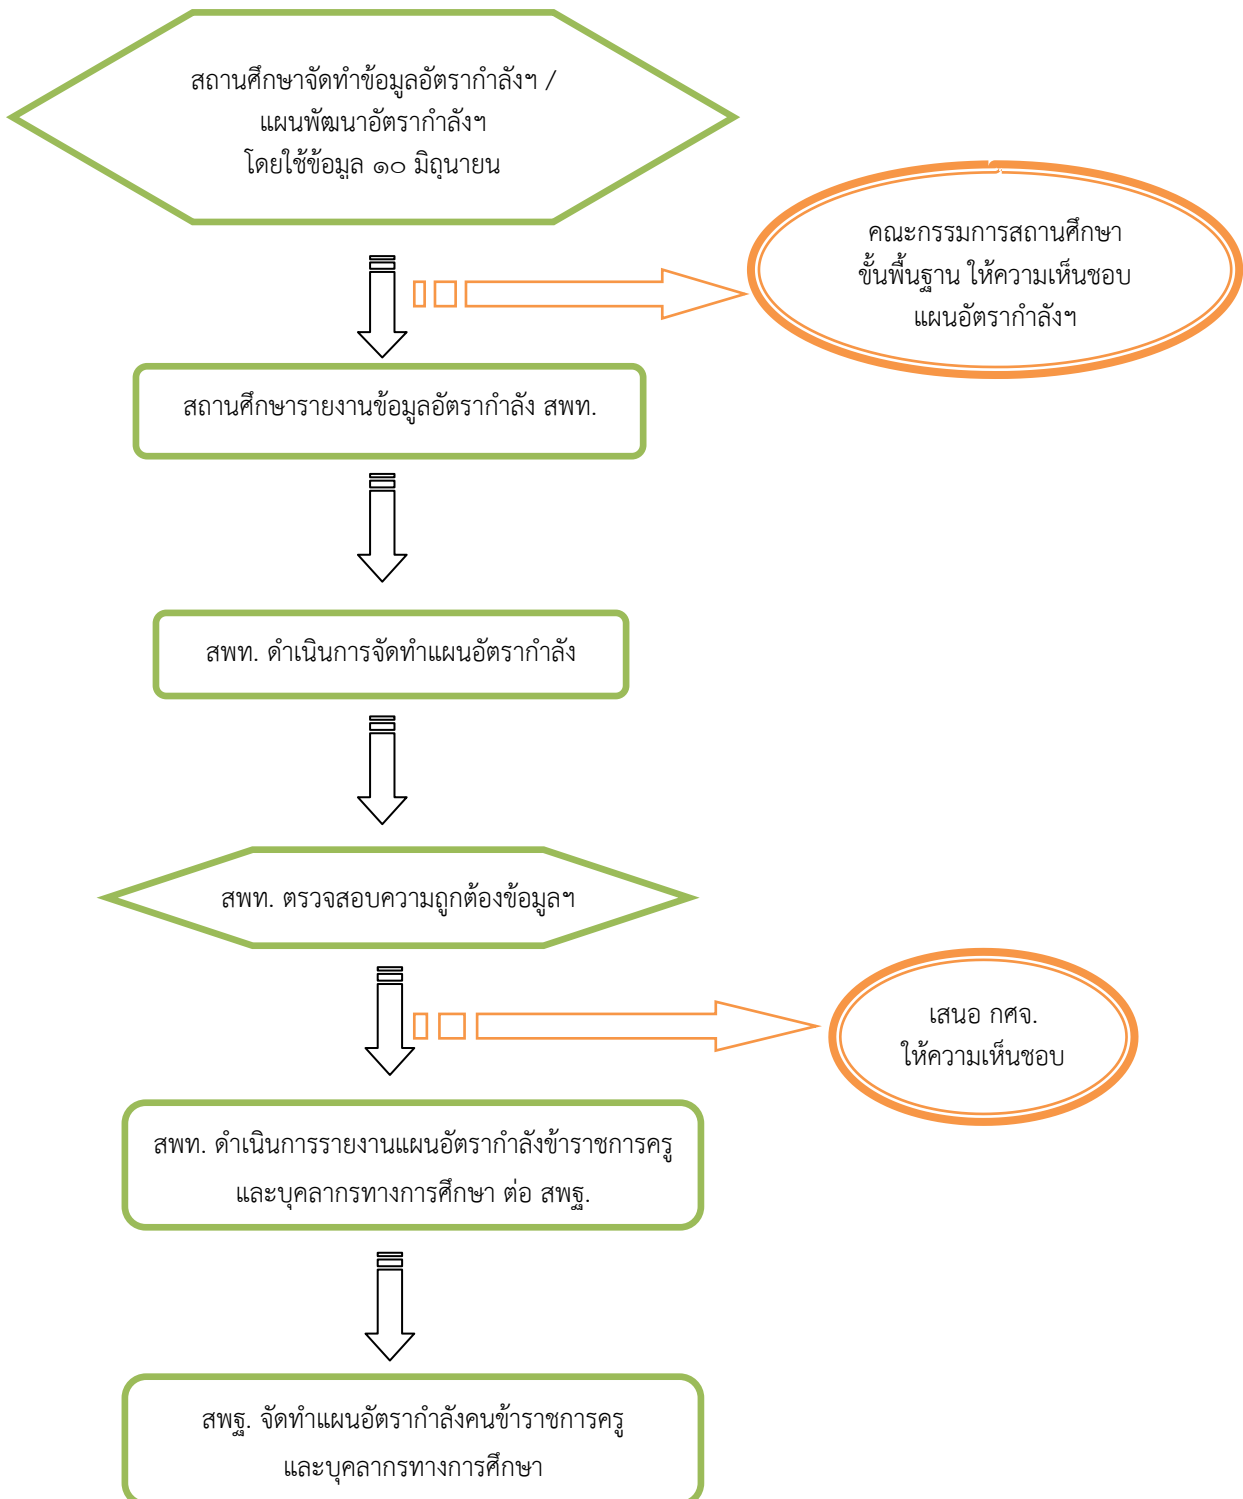 สถานศึกษาจัดทำข้อมูลอัตรากำลังฯ /
แผนพัฒนาอัตรากำลังฯ
โดยใช้ข้อมูล ๑๐ มิถุนายน
คณะกรรมการสถานศึกษา
ขั้นพื้นฐาน ให้ความเห็นชอบ
แผนอัตรากำลังฯ
สถานศึกษารายงานข้อมูลอัตรากำลัง สพท.
สพท. ดำเนินการจัดทำแผนอัตรากำลัง
สพท. ตรวจสอบความถูกต้องข้อมูลฯ
เสนอ กศจ.
ให้ความเห็นชอบ
สพท. ดำเนินการรายงานแผนอัตรากำลังข้าราชการครู
และบุคลากรทางการศึกษา ต่อ สพฐ.
สพฐ. จัดทำแผนอัตรากำลังคนข้าราชการครู
และบุคลากรทางการศึกษา